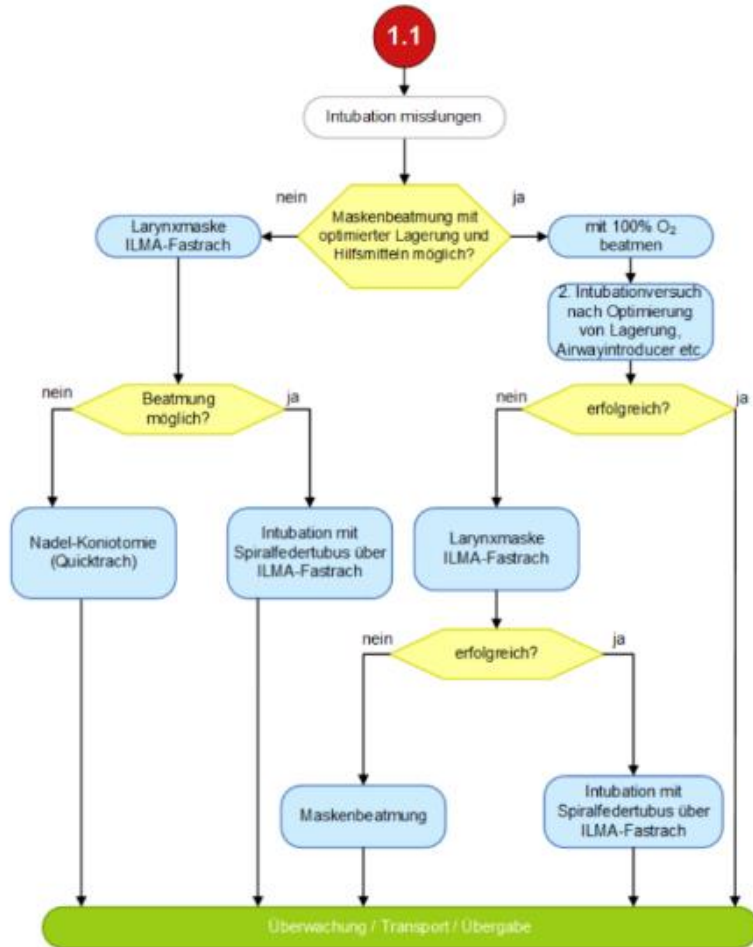 1.1
Intubation misslungen
nein
ja
Maskenbeatmung mit
optimierter Lagerung und
Hilfsmitteln möglich?
Larynxmaske
ILMA-Fastrach
mit 100% O₂
beatmen
2. Intubationversuch
nach Optimierung
von Lagerung,
Airwayintroducer etc.
nein
Beatmung
möglich?
ja
nein
erfolgreich?
ja
Nadel-Koniotomie
(Quicktrach)
Intubation mit
Spiralfedertubus über
ILMA-Fastrach
Larynxmaske
ILMA-Fastrach
nein
erfolgreich?
ja
Maskenbeatmung
Intubation mit
Spiralfedertubus über
ILMA-Fastrach
Überwachung / Transport / Übergabe